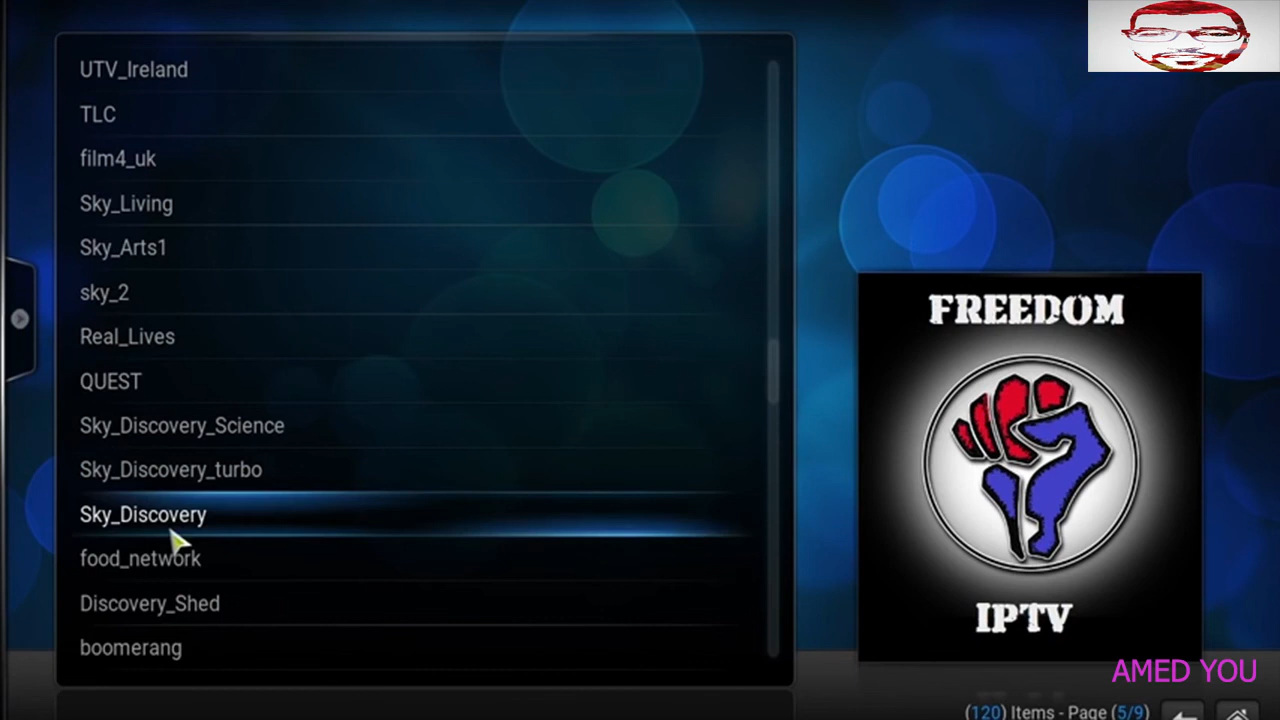 UTV_Ireland
TLC
film4_uk
Sky_Living
Sky_Arts1
sky_2
Real_Lives
QUEST
Sky_Discovery_Science
Sky_Discovery_turbo
Sky_Discovery
food_network
Discovery_Shed
boomerang
FREEDOM
IPTV
AMED YOU
(120) Items - Page (5/9)